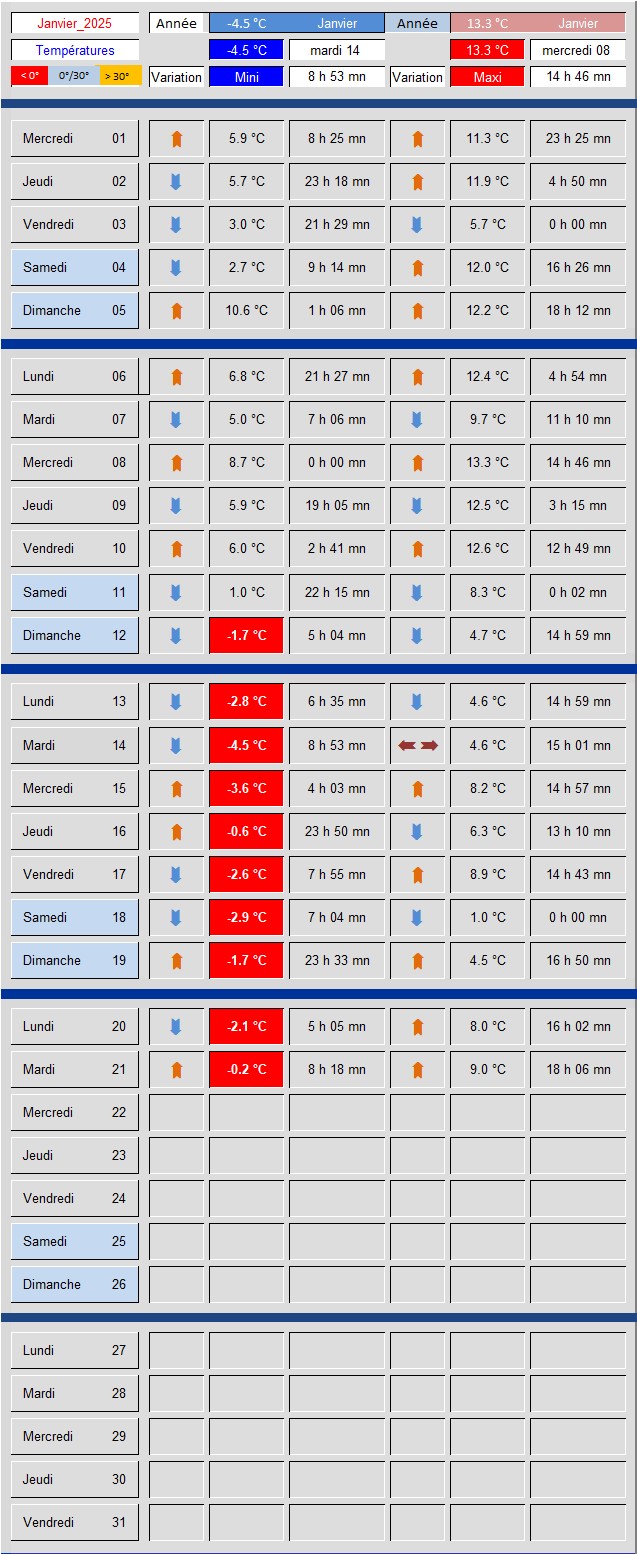 Janvier_2025 Année -4.5 °C Janvier Année 13.3 °C Janvier
Températures -4.5 °C mardi 14 13.3 °C mercredi 08
< 0° 0°/30° > 30° Variation Mini 8 h 53 mn Variation Maxi 14 h 46 mn
Mercredi 01 5.9 °C 8 h 25 mn 11.3 °C 23 h 25 mn
Jeudi 02 5.7 °C 23 h 18 mn 11.9 °C 4 h 50 mn
Vendredi 03 3.0 °C 21 h 29 mn 5.7 °C 0 h 00 mn
Samedi 04 2.7 °C 9 h 14 mn 12.0 °C 16 h 26 mn
Dimanche 05 10.6 °C 1 h 06 mn 12.2 °C 18 h 12 mn
Lundi 06 6.8 °C 21 h 27 mn 12.4 °C 4 h 54 mn
Mardi 07 5.0 °C 7 h 06 mn 9.7 °C 11 h 10 mn
Mercredi 08 8.7 °C 0 h 00 mn 13.3 °C 14 h 46 mn
Jeudi 09 5.9 °C 19 h 05 mn 12.5 °C 3 h 15 mn
Vendredi 10 6.0 °C 2 h 41 mn 12.6 °C 12 h 49 mn
Samedi 11 1.0 °C 22 h 15 mn 8.3 °C 0 h 02 mn
Dimanche 12 -1.7 °C 5 h 04 mn 4.7 °C 14 h 59 mn
Lundi 13 -2.8 °C 6 h 35 mn 4.6 °C 14 h 59 mn
Mardi 14 -4.5 °C 8 h 53 mn 4.6 °C 15 h 01 mn
Mercredi 15 -3.6 °C 4 h 03 mn 8.2 °C 14 h 57 mn
Jeudi 16 -0.6 °C 23 h 50 mn 6.3 °C 13 h 10 mn
Vendredi 17 -2.6 °C 7 h 55 mn 8.9 °C 14 h 43 mn
Samedi 18 -2.9 °C 7 h 04 mn 1.0 °C 0 h 00 mn
Dimanche 19 -1.7 °C 23 h 33 mn 4.5 °C 16 h 50 mn
Lundi 20 -2.1 °C 5 h 05 mn 8.0 °C 16 h 02 mn
Mardi 21 -0.2 °C 8 h 18 mn 9.0 °C 18 h 06 mn
Mercredi 22
Jeudi 23
Vendredi 24
Samedi 25
Dimanche 26
Lundi 27
Mardi 28
Mercredi 29
Jeudi 30
Vendredi 31